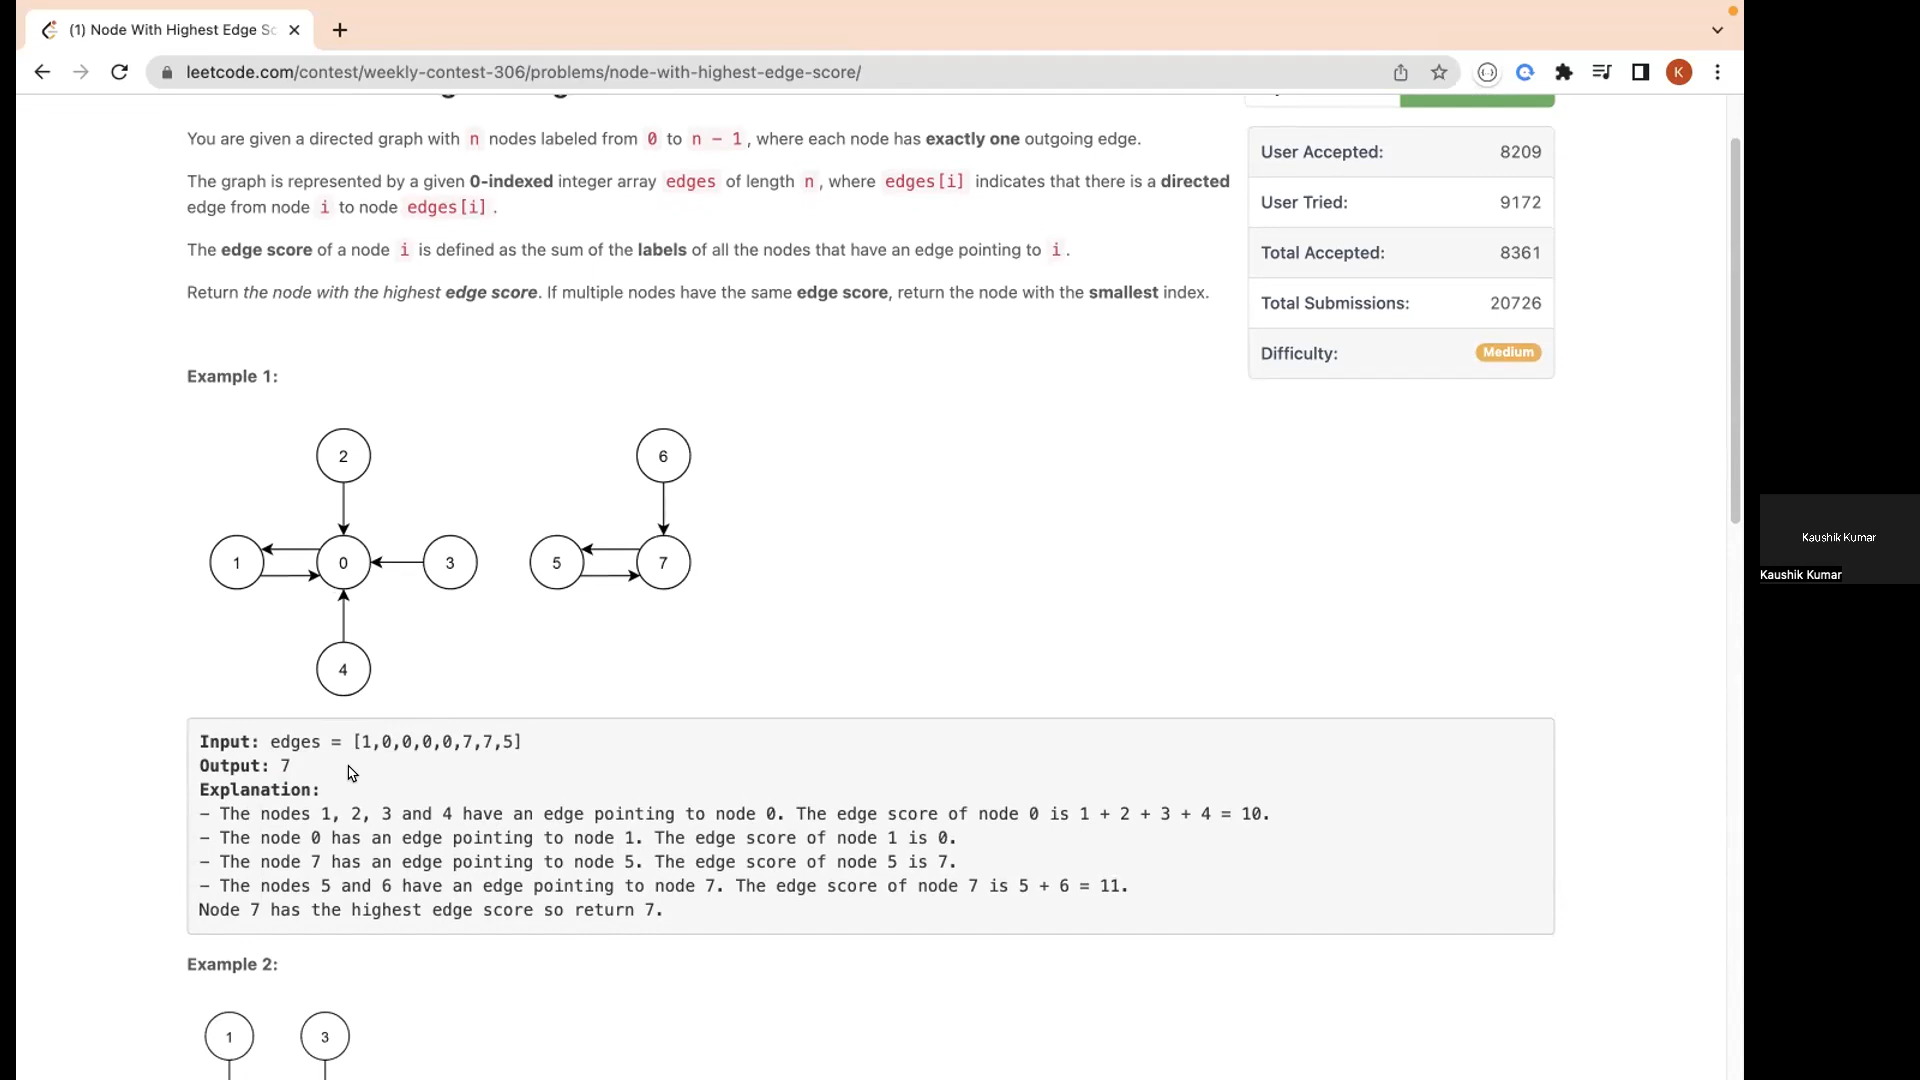 (1) Node With Highest Edge Sc
leetcode.com/contest/weekly-contest-306/problems/node-with-highest-edge-score/
K
You are given a directed graph with n nodes labeled from 0 to n - 1, where each node has exactly one outgoing edge.
The graph is represented by a given 0-indexed integer array edges of length n, where edges[i] indicates that there is a directed
edge from node i to node edges[i].
The edge score of a node i is defined as the sum of the labels of all the nodes that have an edge pointing to i.
Return the node with the highest edge score. If multiple nodes have the same edge score, return the node with the smallest index.
User Accepted: 8209
User Tried: 9172
Total Accepted: 8361
Total Submissions: 20726
Difficulty: Medium
Example 1:
2 6
1 0 3 5 7
4
Input: edges = [1,0,0,0,0,7,7,5]
Output: 7
Explanation:
- The nodes 1, 2, 3 and 4 have an edge pointing to node 0. The edge score of node 0 is 1 + 2 + 3 + 4 = 10.
- The node 0 has an edge pointing to node 1. The edge score of node 1 is 0.
- The node 7 has an edge pointing to node 5. The edge score of node 5 is 7.
- The nodes 5 and 6 have an edge pointing to node 7. The edge score of node 7 is 5 + 6 = 11.
Node 7 has the highest edge score so return 7.
Example 2:
1 3
Kaushik Kumar
Kaushik Kumar